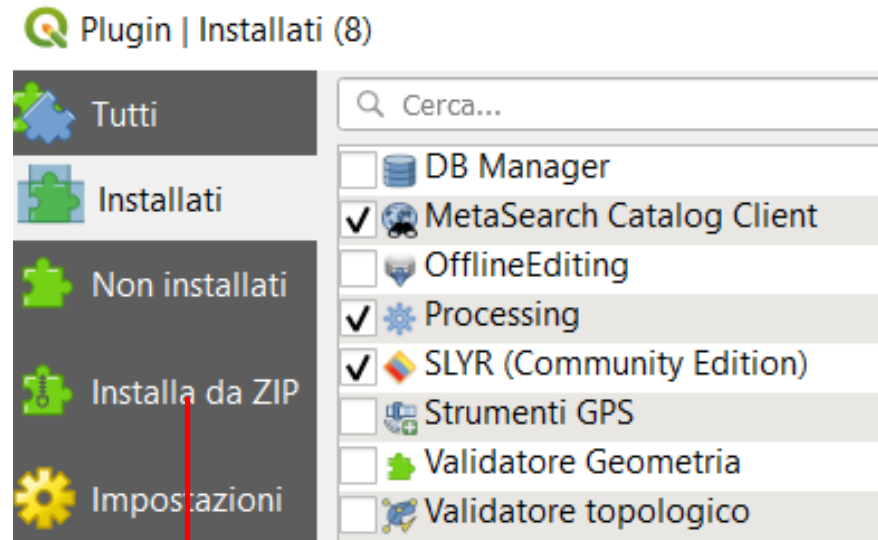 Plugin | Installati (8)
Tutti
Installati
Non installati
Installa da ZIP
Impostazioni
Cerca...
DB Manager
MetaSearch Catalog Client
OfflineEditing
Processing
SLYR (Community Edition)
Strumenti GPS
Validatore Geometria
Validatore topologico